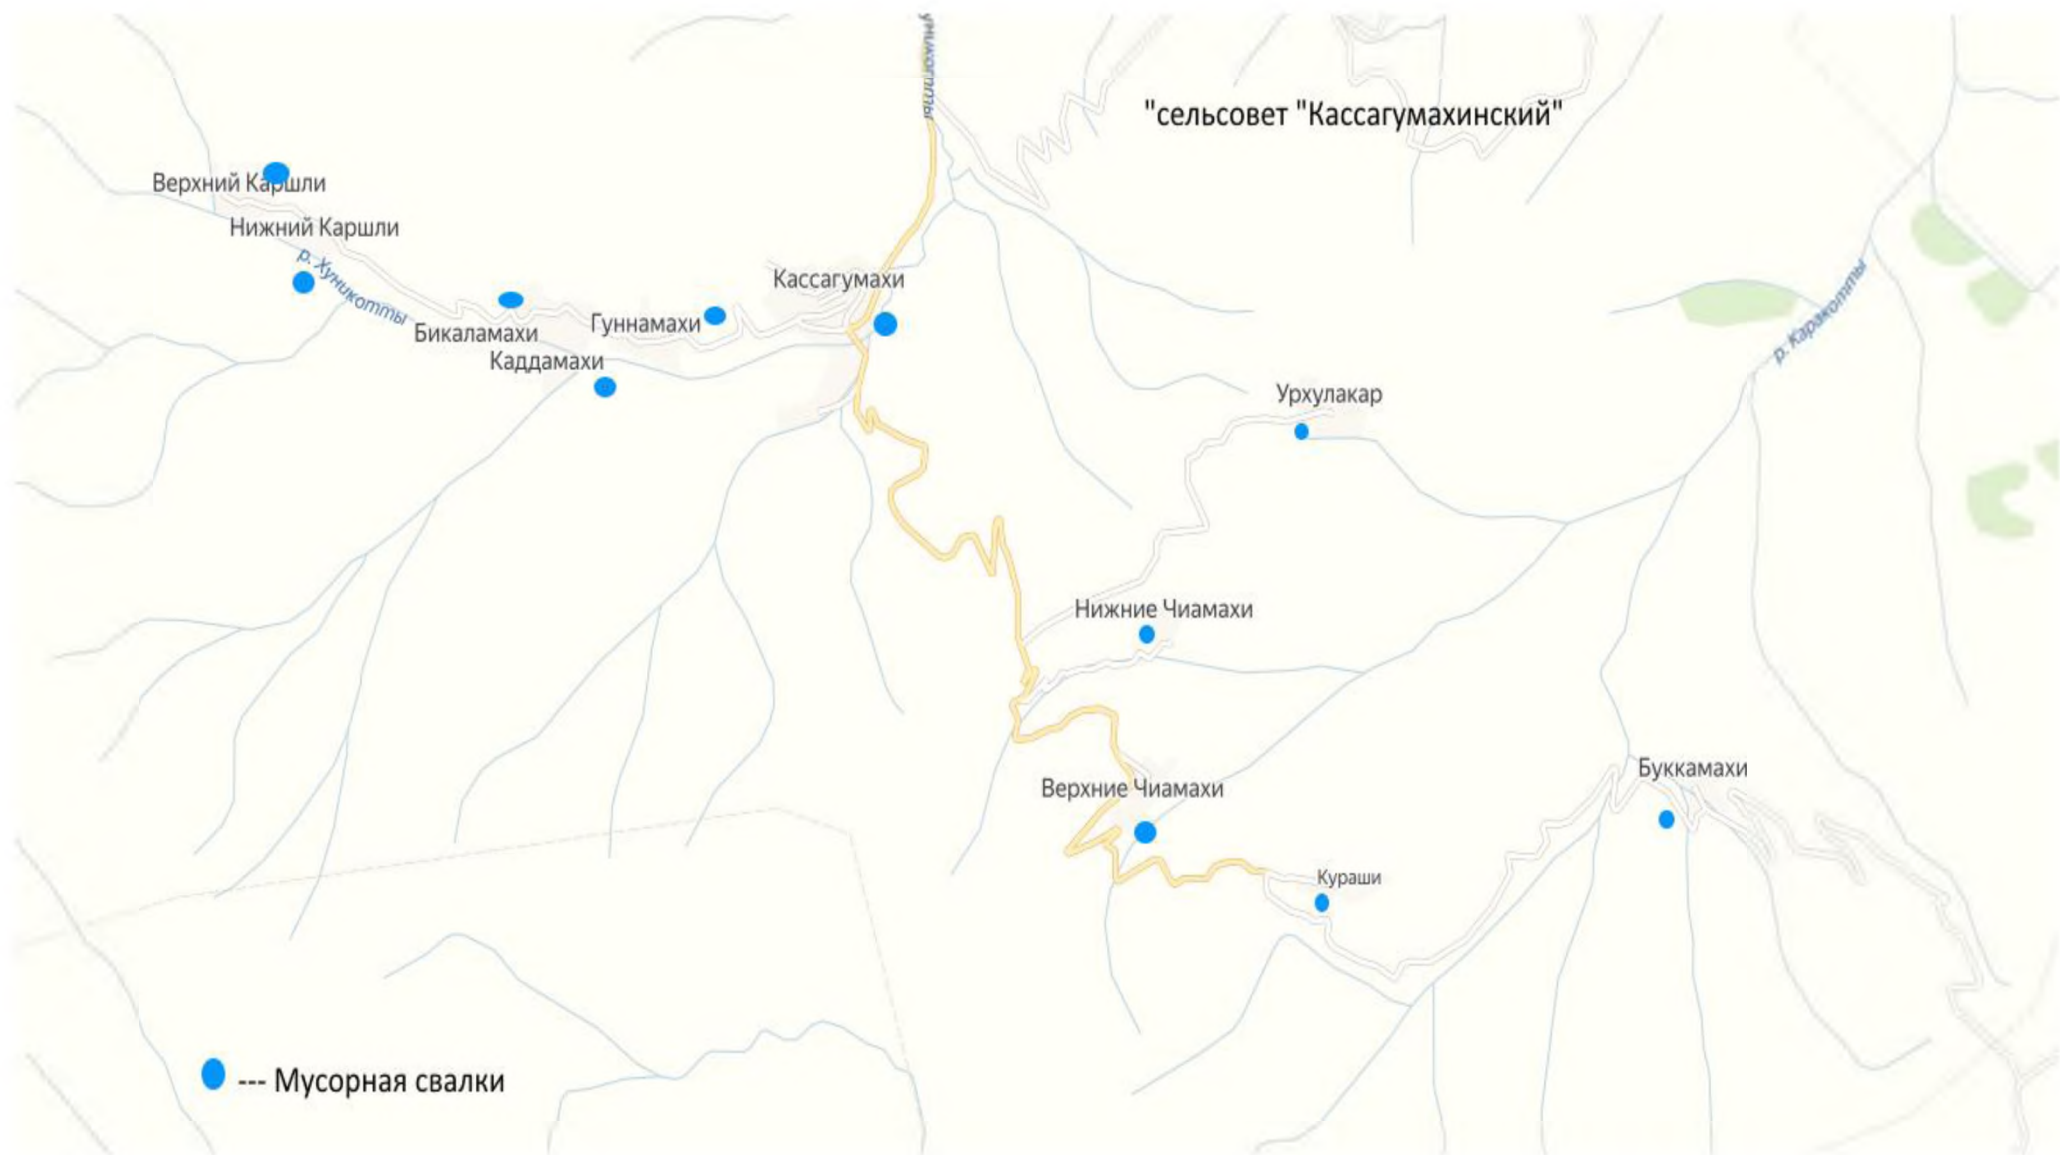 уникотты
"сельсовет "Кассагумахинский"
Верхний Каршли
Нижний Каршли
р. Хуникотты
Кассагумахи
Бикаламахи
Гуннамахи
Каддамахи
р. Каракотты
Урхулакар
Нижние Чиамахи
Верхние Чиамахи
Буккамахи
Кураши
--- Мусорная свалки